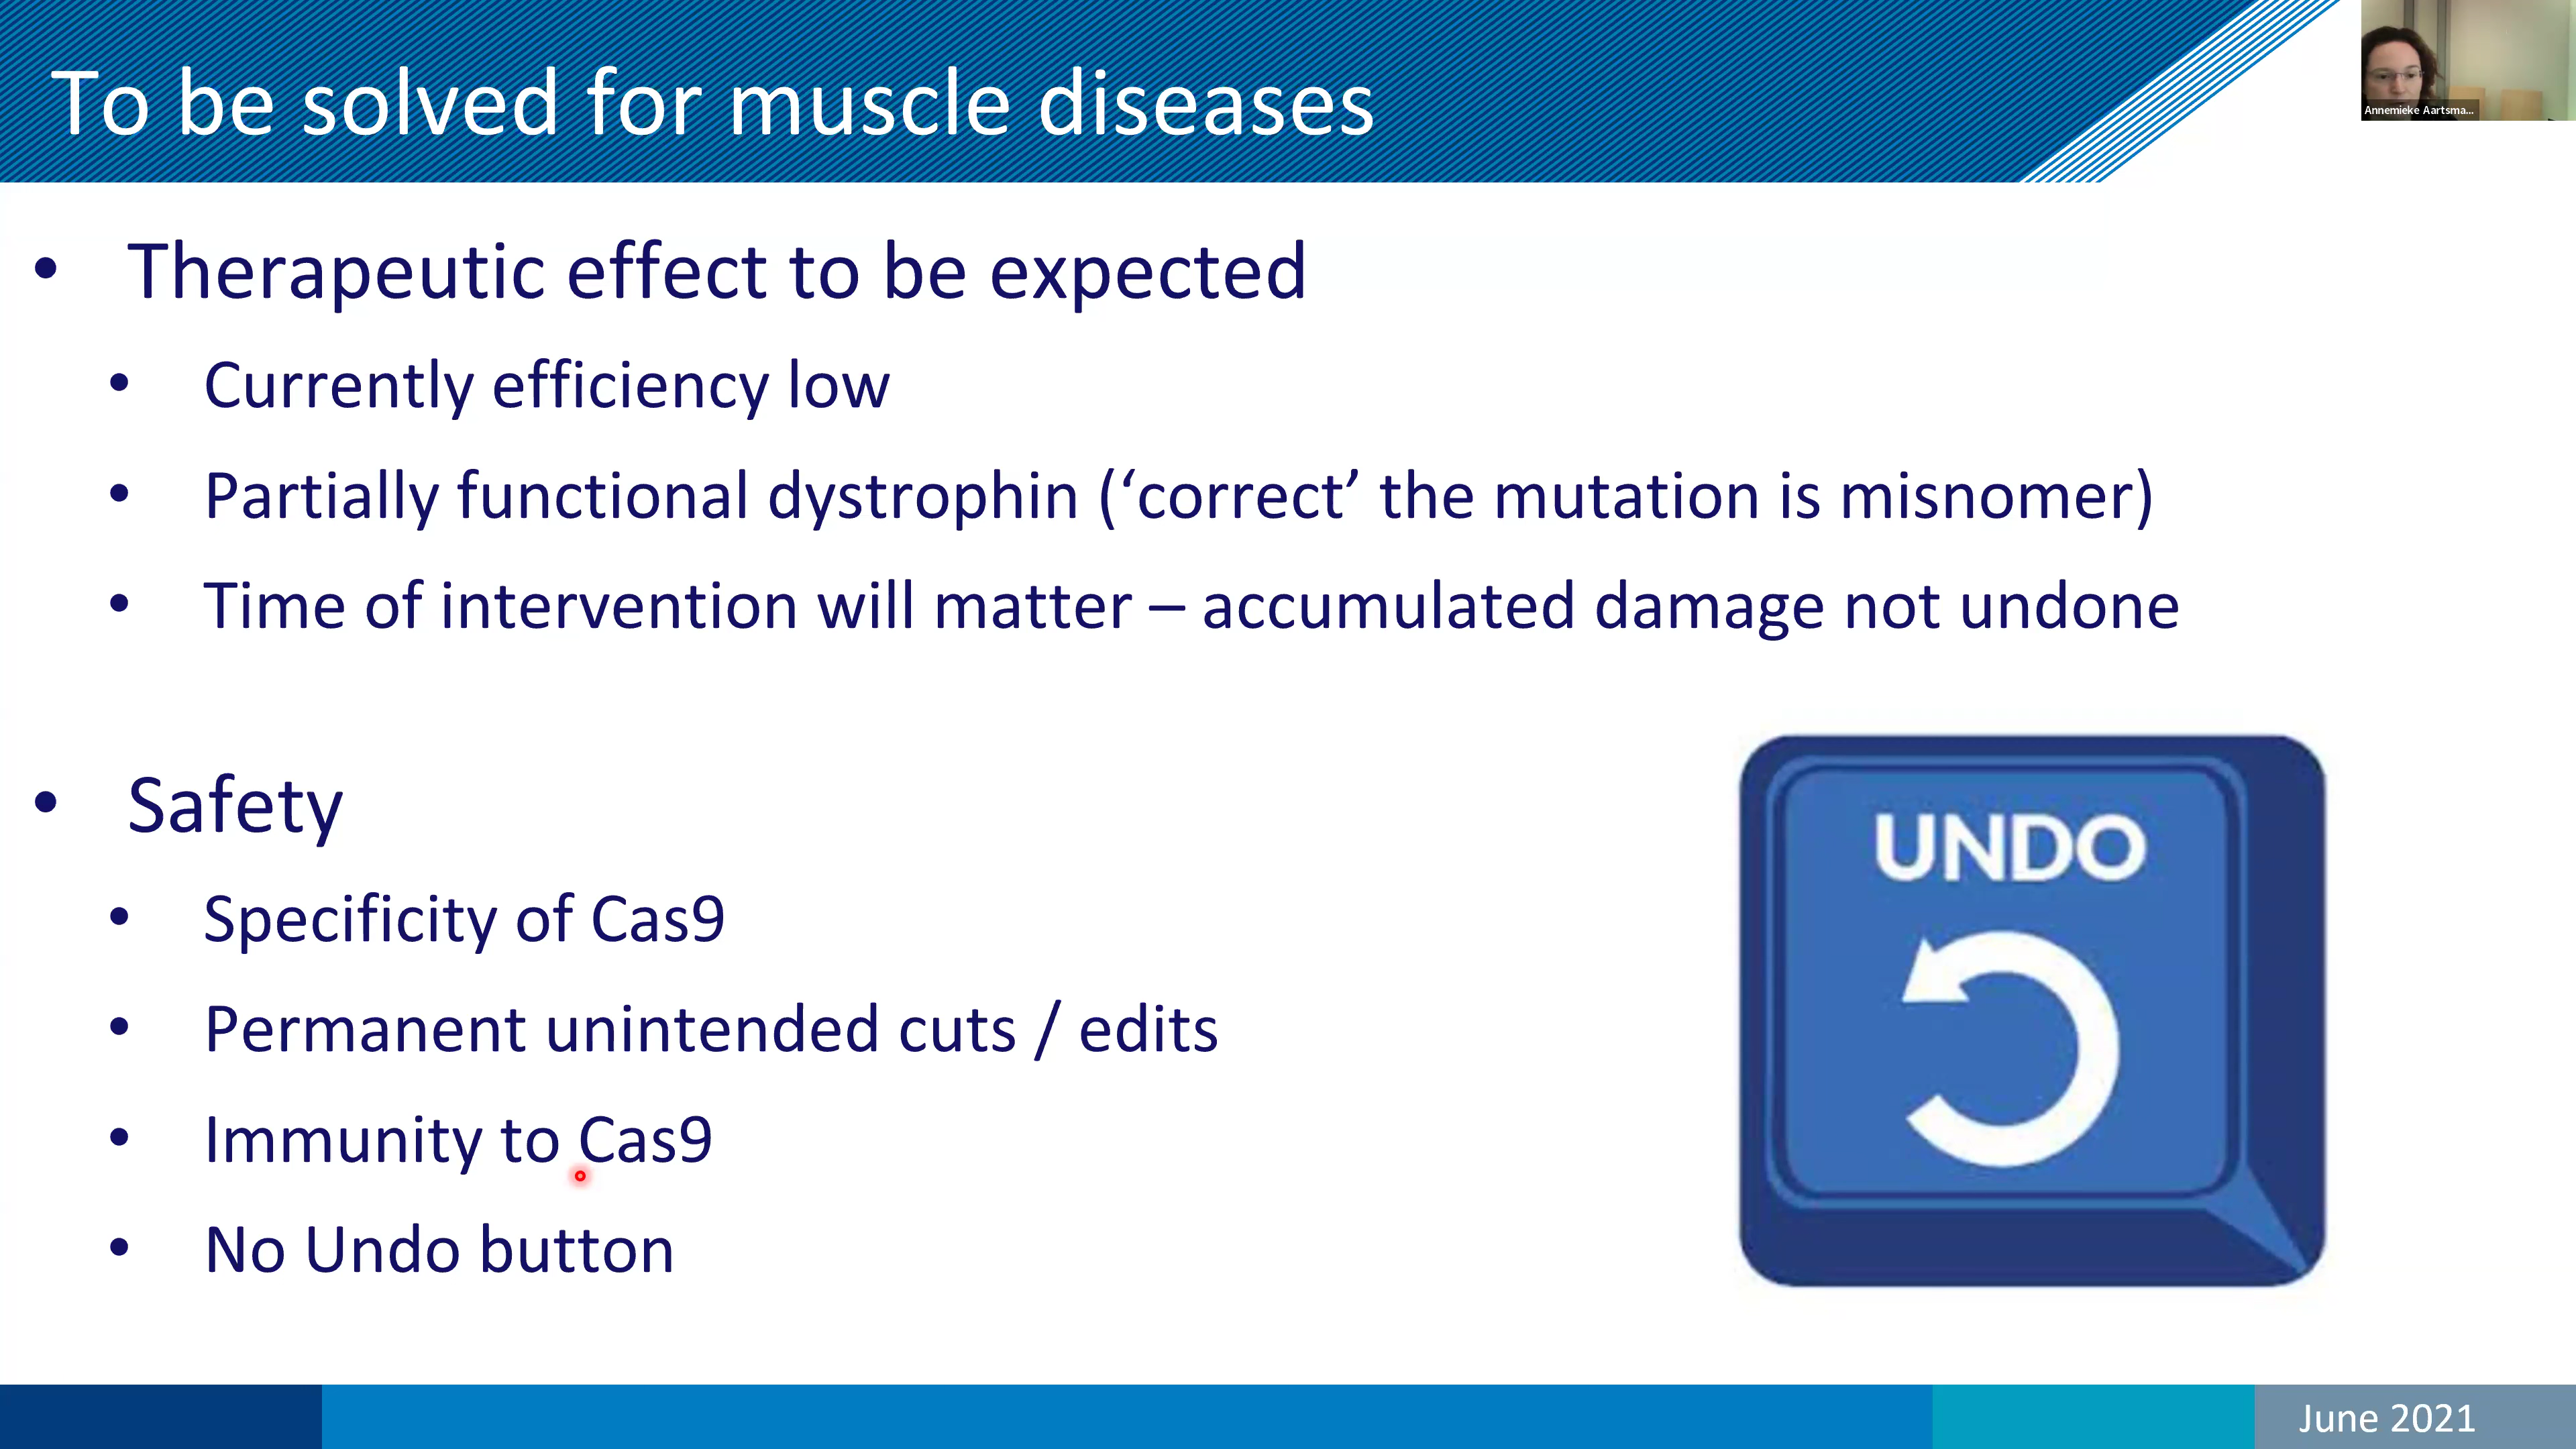 To be solved for muscle diseases
Annemieke Aartsma...
• Therapeutic effect to be expected
• Currently efficiency low
• Partially functional dystrophin (‘correct’ the mutation is misnomer)
• Time of intervention will matter – accumulated damage not undone
• Safety
• Specificity of Cas9
• Permanent unintended cuts / edits
• Immunity to Cas9
• No Undo button
UNDO
June 2021